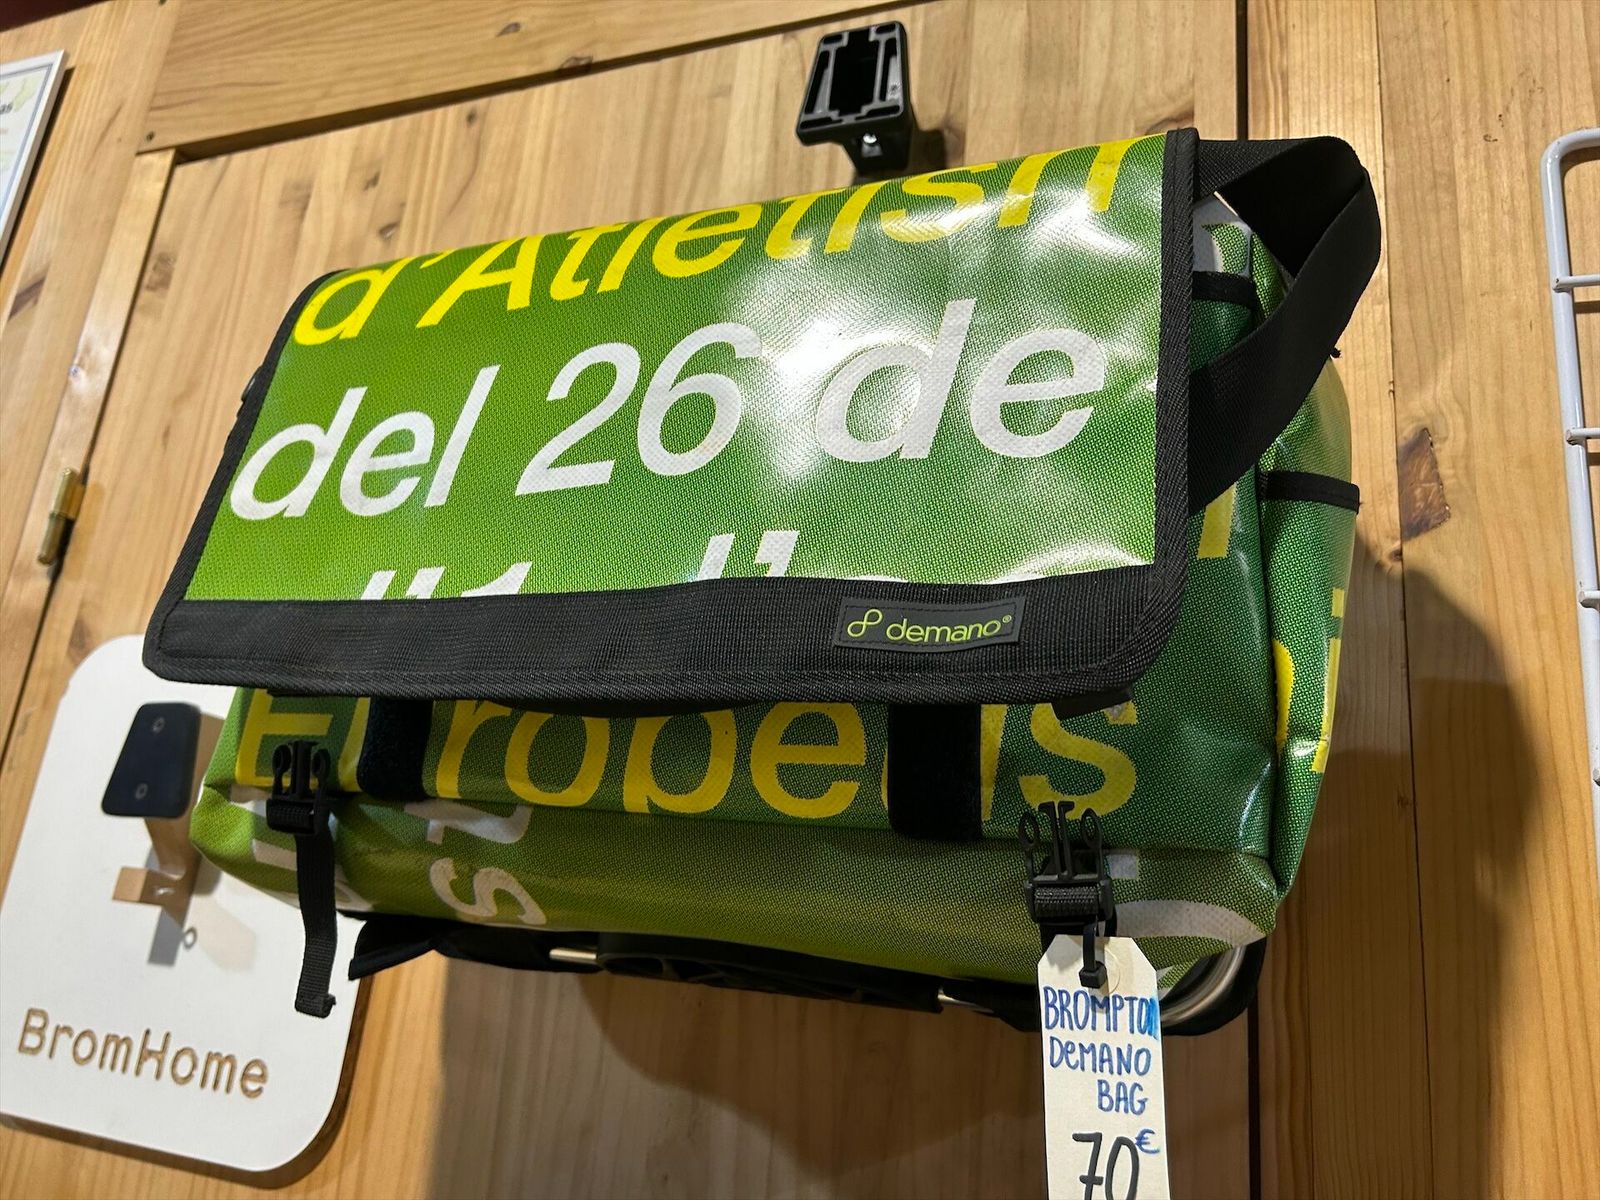 d'Atletism
del 26 de
demano®
Europeus
BromHome
BROMPTON
DEMANO
BAG
70€